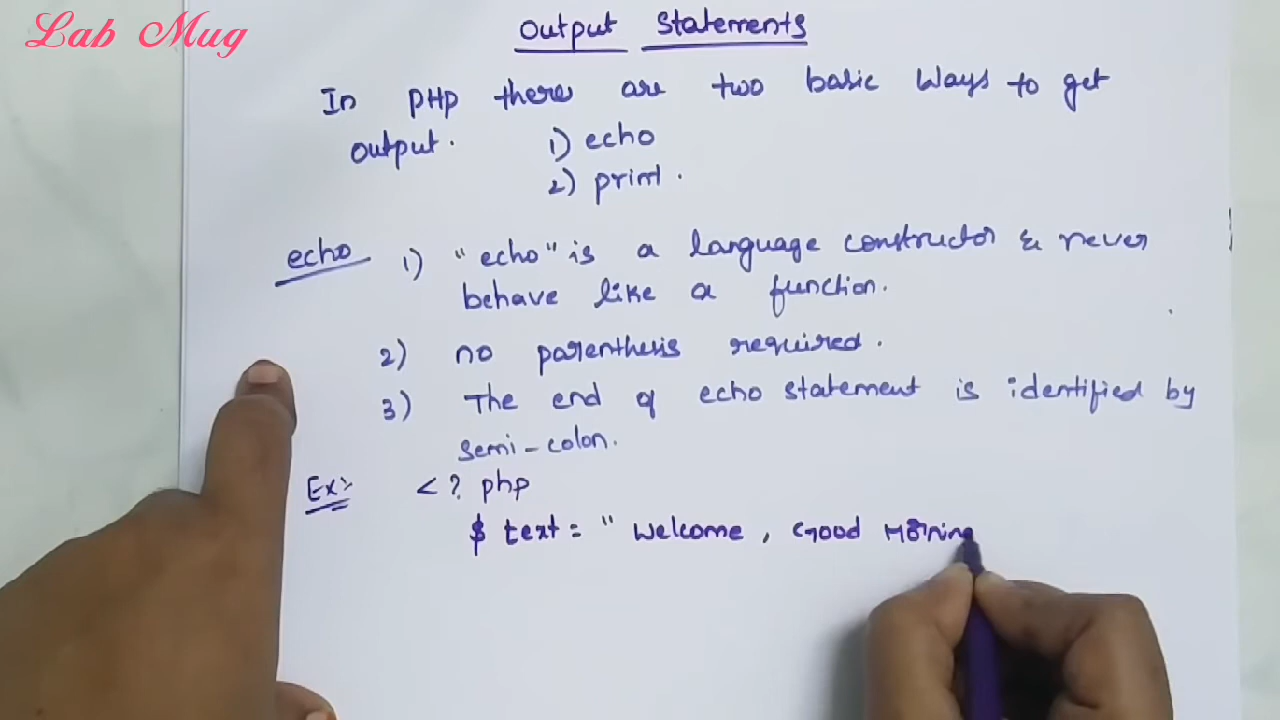 Lab Mug
Output Statements
In PHP there are two basic ways to get
output. 1) echo
2) print.
echo 1) "echo" is a language constructor & never
behave like a function.
2) no parenthesis required.
3) The end of echo statement is identified by
semi-colon.
Ex:- <? php
$ text = " Welcome, Good Morning